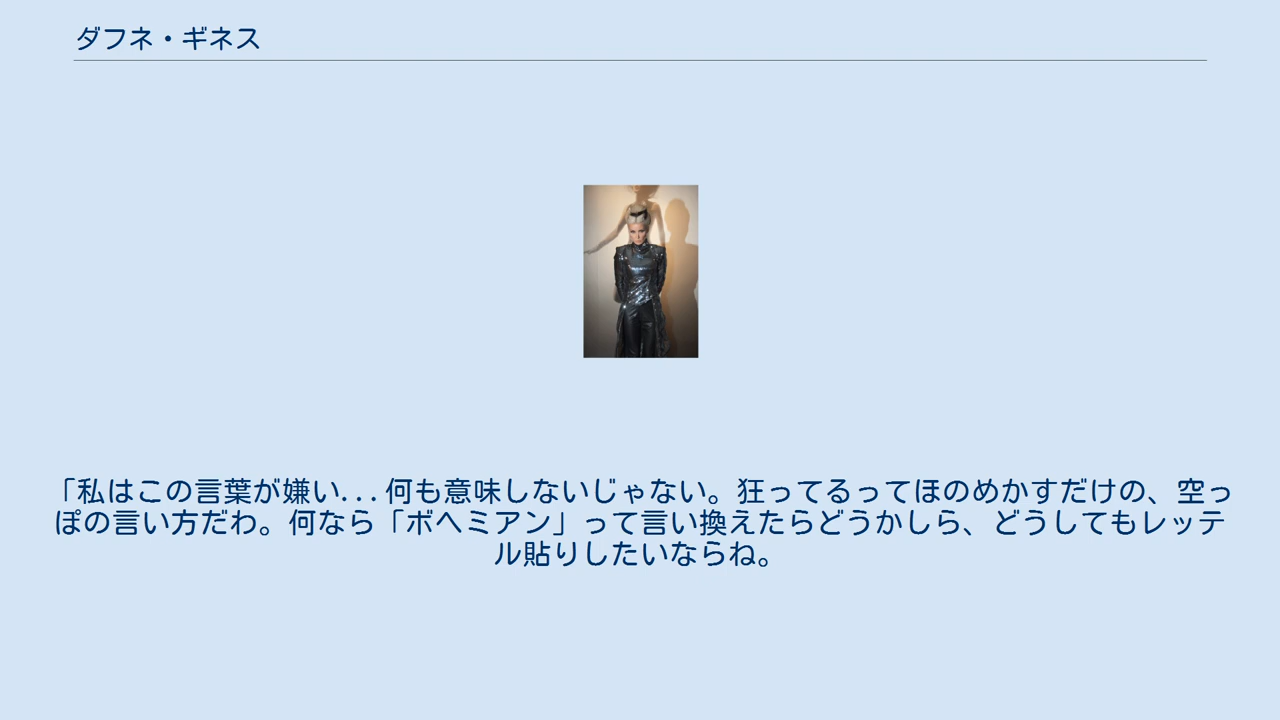 ダフネ・ギネス
「私はこの言葉が嫌い...何も意味しないじゃない。狂ってるってほのめかすだけの、空っ
ぽの言い方だわ。何なら「ボヘミアン」って言い換えたらどうかしら、どうしてもレッテ
ル貼りしたいならね。